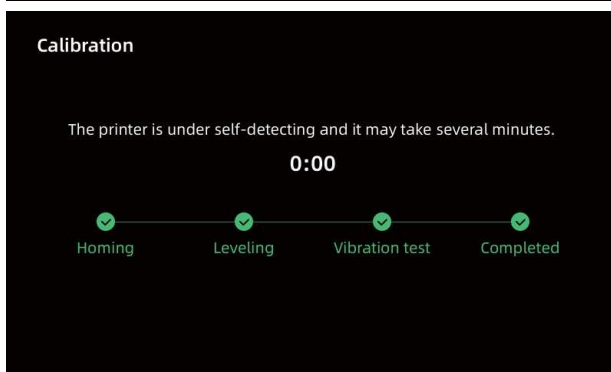 Calibration
The printer is under self-detecting and it may take several minutes.
0:00
Homing Leveling Vibration test Completed